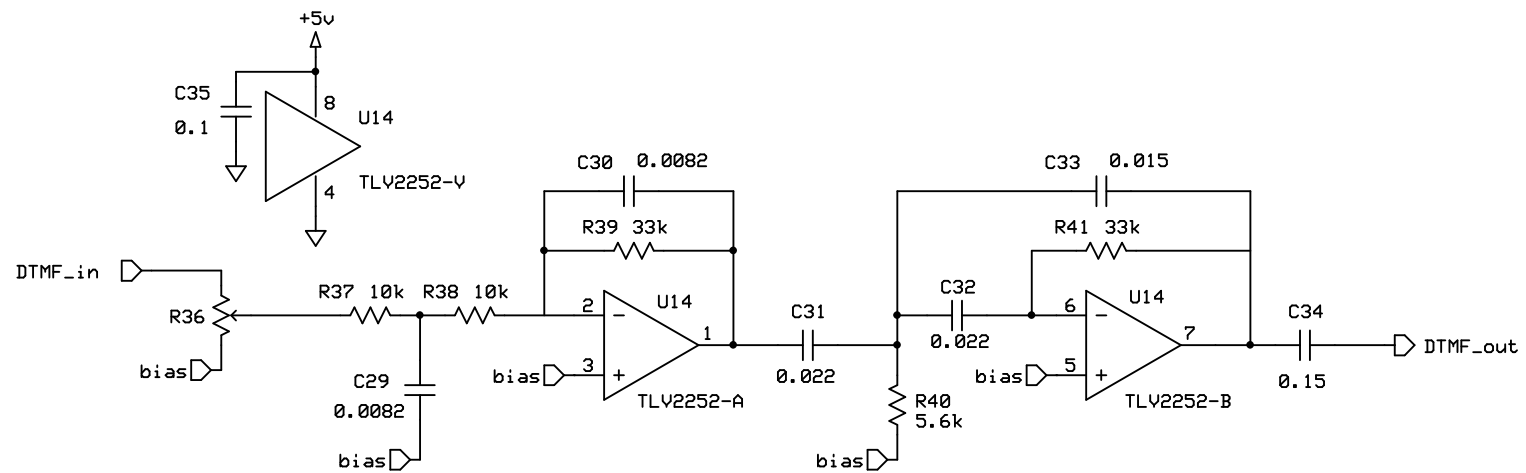 +5v
C35
0.1
8
U14
4
TLV2252-V
C30 0.0082
R39 33k
C33 0.015
R41 33k
DTMF_in
R36
bias
R37 10k
R38 10k
C29
0.0082
bias
2
U14
1
bias
3
TLV2252-A
C31
0.022
C32
0.022
R40
5.6k
bias
6
U14
7
bias
5
TLV2252-B
C34
0.15
DTMF_out